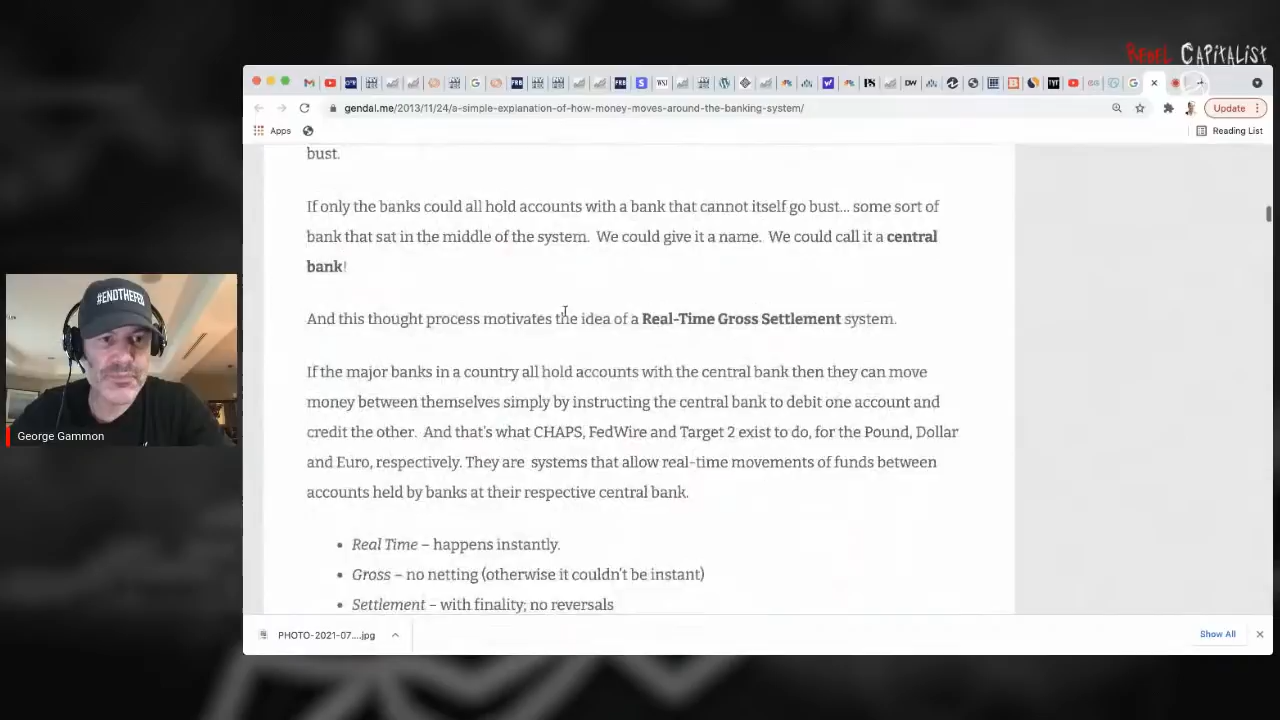 REBEL CAPITALIST
gendal.me/2013/11/24/a-simple-explanation-of-how-money-moves-around-the-banking-system/
Update
Apps
Reading List
bust.
If only the banks could all hold accounts with a bank that cannot itself go bust... some sort of
bank that sat in the middle of the system. We could give it a name. We could call it a central
bank!
And this thought process motivates the idea of a Real-Time Gross Settlement system.
If the major banks in a country all hold accounts with the central bank then they can move
money between themselves simply by instructing the central bank to debit one account and
credit the other. And that's what CHAPS, FedWire and Target 2 exist to do, for the Pound, Dollar
and Euro, respectively. They are systems that allow real-time movements of funds between
accounts held by banks at their respective central bank.
• Real Time – happens instantly.
• Gross – no netting (otherwise it couldn't be instant)
• Settlement – with finality; no reversals
#ENDTHEFED
George Gammon
PHOTO-2021-07....jpg
Show All